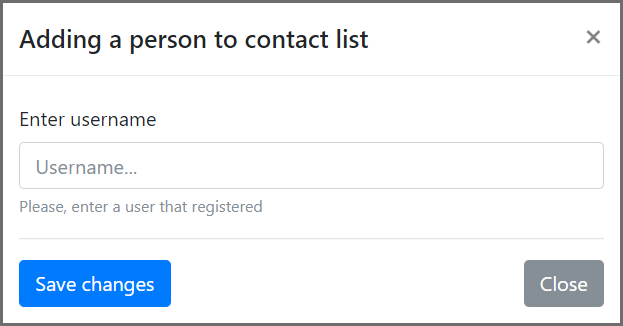 Adding a person to contact list ×
Enter username
Username...
Please, enter a user that registered
Save changes Close